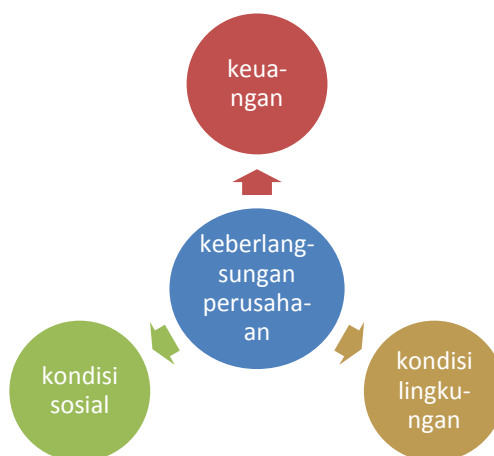 keua-
ngan
keberlang-
sungan
perusaha-
an
kondisi
sosial
kondisi
lingku-
ngan